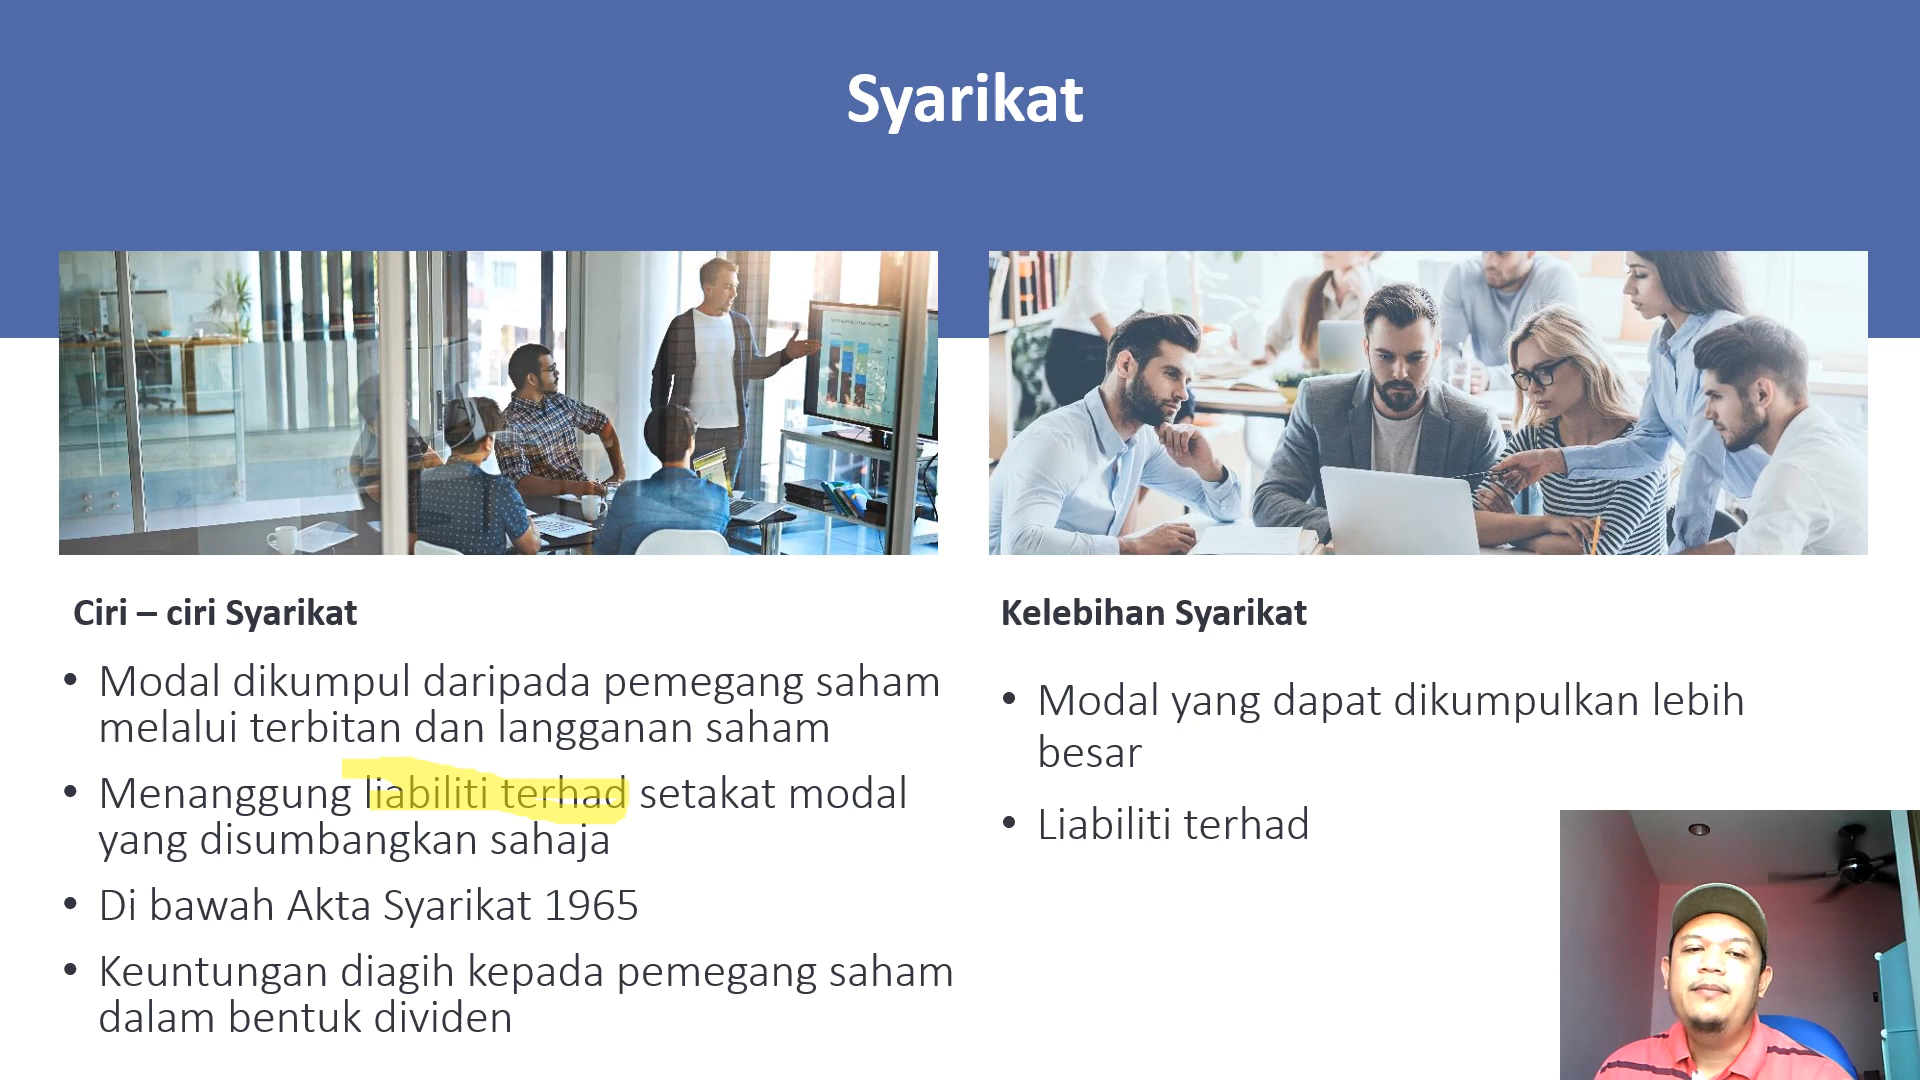 Syarikat
Ciri – ciri Syarikat
• Modal dikumpul daripada pemegang saham
melalui terbitan dan langganan saham
• Menanggung liabiliti terhad setakat modal
yang disumbangkan sahaja
• Di bawah Akta Syarikat 1965
• Keuntungan diagih kepada pemegang saham
dalam bentuk dividen
Kelebihan Syarikat
• Modal yang dapat dikumpulkan lebih
besar
• Liabiliti terhad